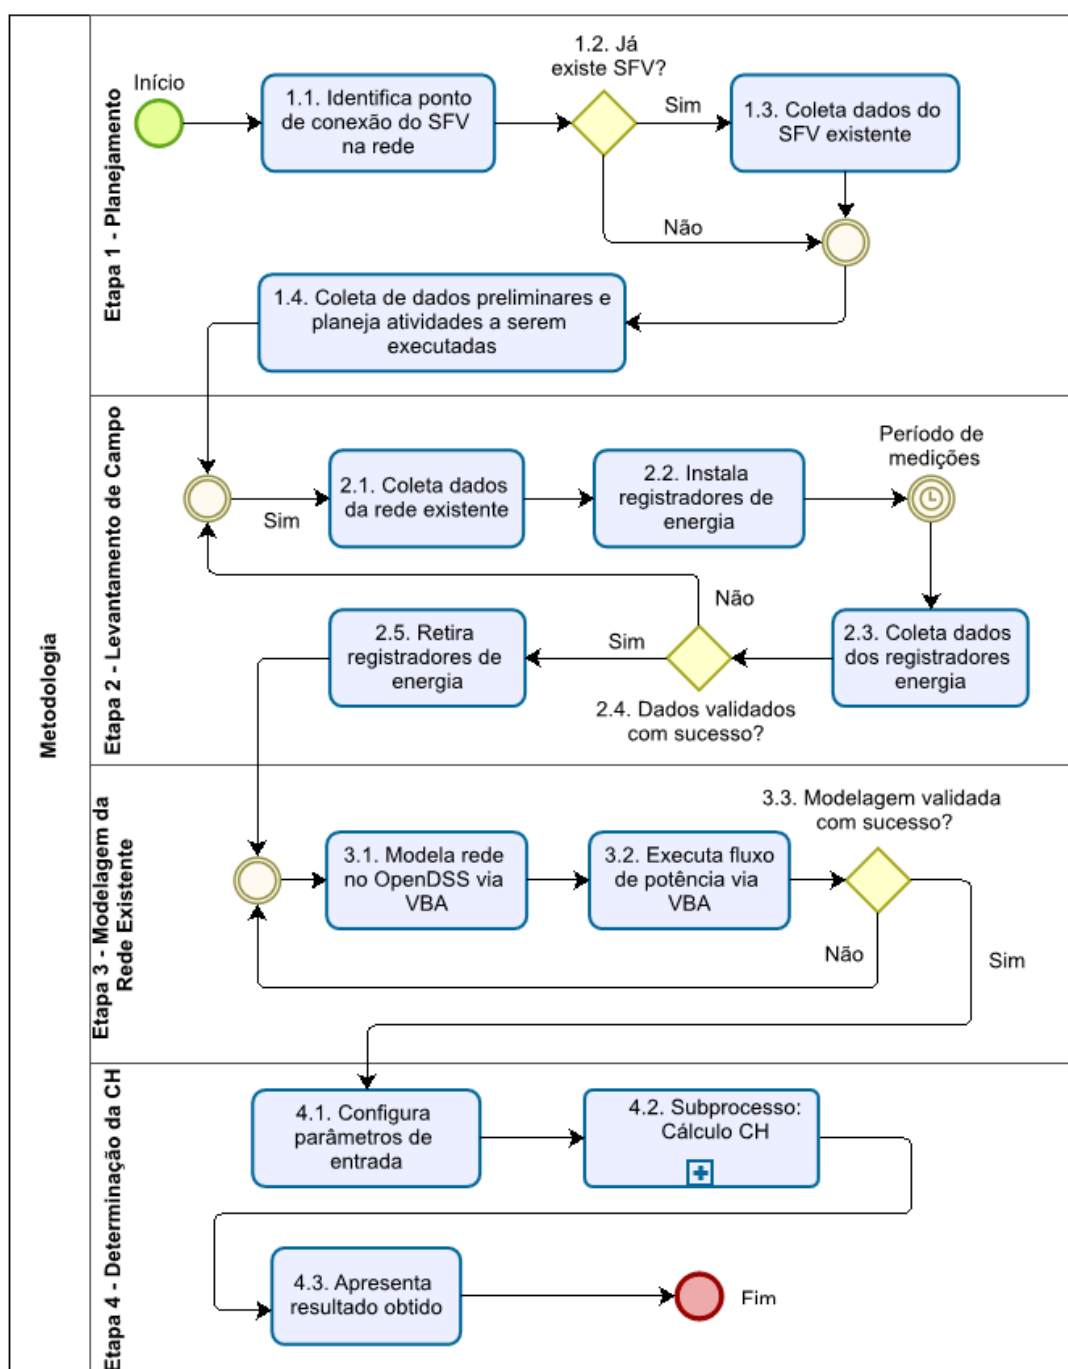 Metodologia
Etapa 1 - Planejamento
Início
1.1. Identifica ponto
de conexão do SFV
na rede
1.2. Já
existe SFV?
Sim
1.3. Coleta dados do
SFV existente
Não
1.4. Coleta de dados preliminares e
planeja atividades a serem
executadas
Etapa 2 - Levantamento de Campo
Sim
2.1. Coleta dados
da rede existente
2.2. Instala
registradores de
energia
Período de
medições
2.3. Coleta dados
dos registradores
energia
Não
Sim
2.4. Dados validados
com sucesso?
2.5. Retira
registradores de
energia
Etapa 3 - Modelagem da
Rede Existente
3.1. Modela rede
no OpenDSS via
VBA
3.2. Executa fluxo
de potência via
VBA
3.3. Modelagem validada
com sucesso?
Não
Sim
Etapa 4 - Determinação da CH
4.1. Configura
parâmetros de
entrada
4.2. Subprocesso:
Cálculo CH
4.3. Apresenta
resultado obtido
Fim